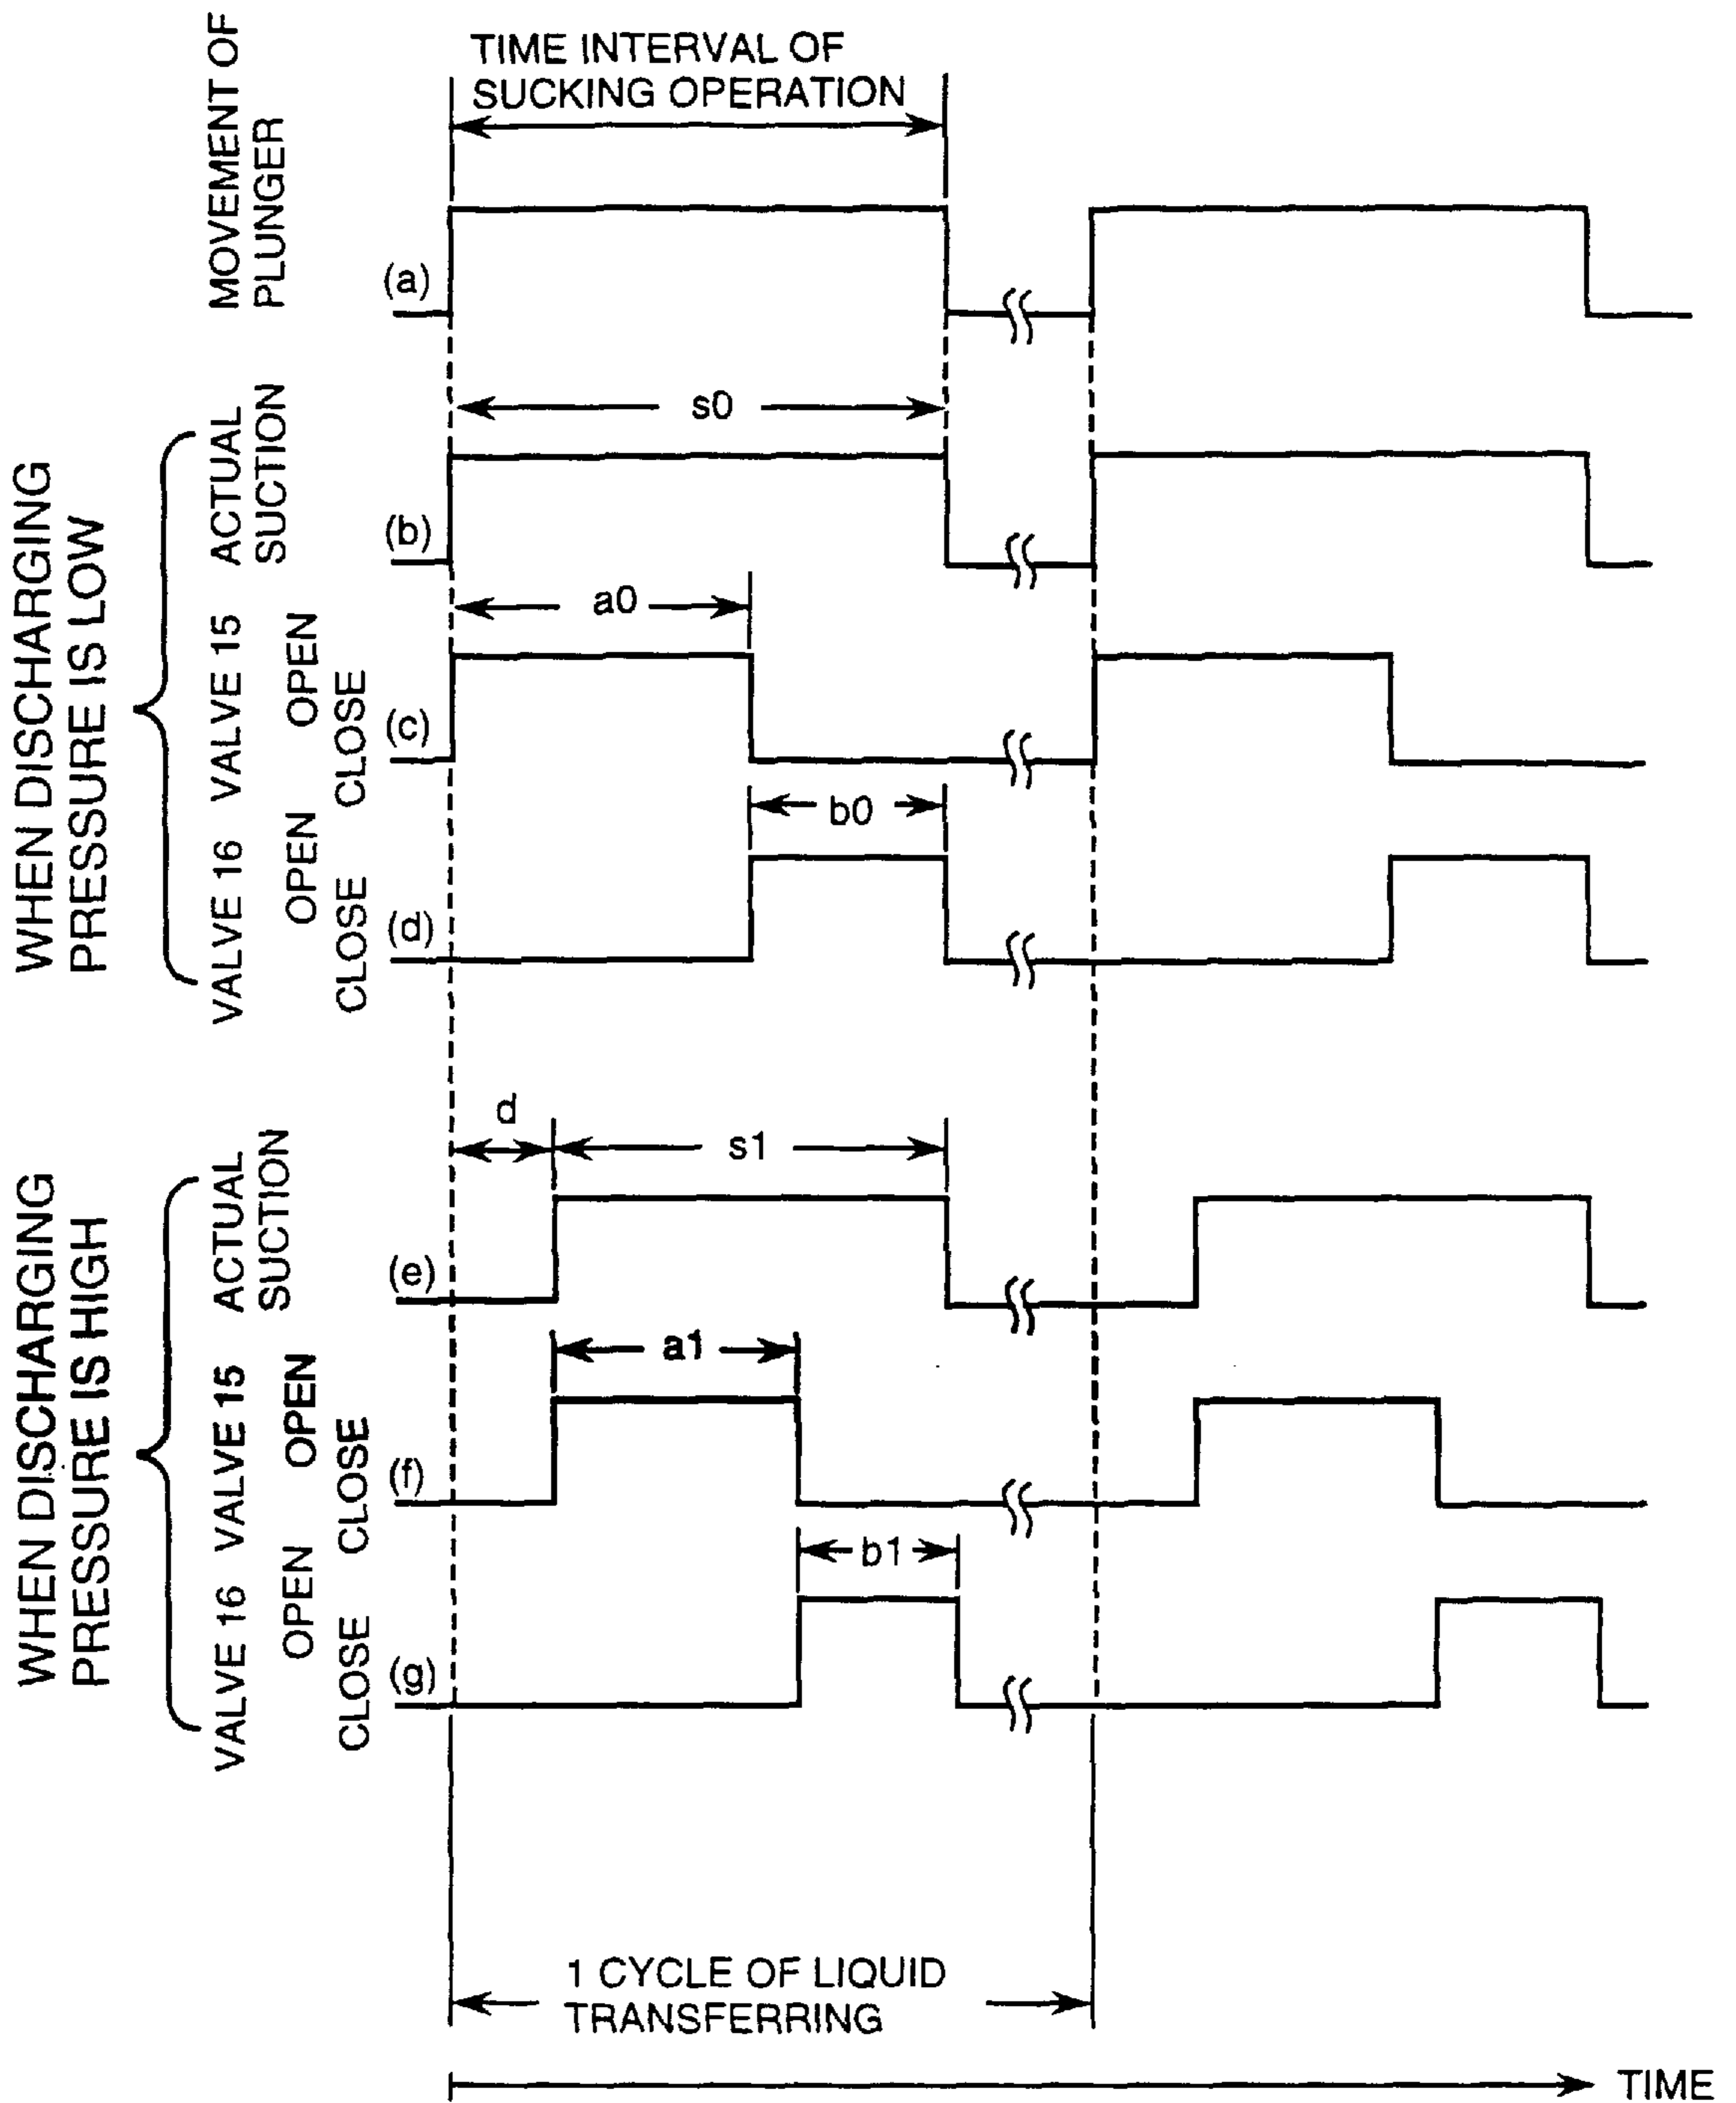 TIME INTERVAL OF
SUCKING OPERATION
MOVEMENT OF
PLUNGER
(a)
WHEN DISCHARGING
PRESSURE IS LOW
ACTUAL
SUCTION
s0
(b)
VALVE 15
OPEN
CLOSE
a0
(c)
VALVE 16
OPEN
CLOSE
b0
(d)
WHEN DISCHARGING
PRESSURE IS HIGH
ACTUAL
SUCTION
d
s1
(e)
VALVE 15
OPEN
CLOSE
a1
(f)
VALVE 16
OPEN
CLOSE
b1
(g)
1 CYCLE OF LIQUID
TRANSFERRING
TIME